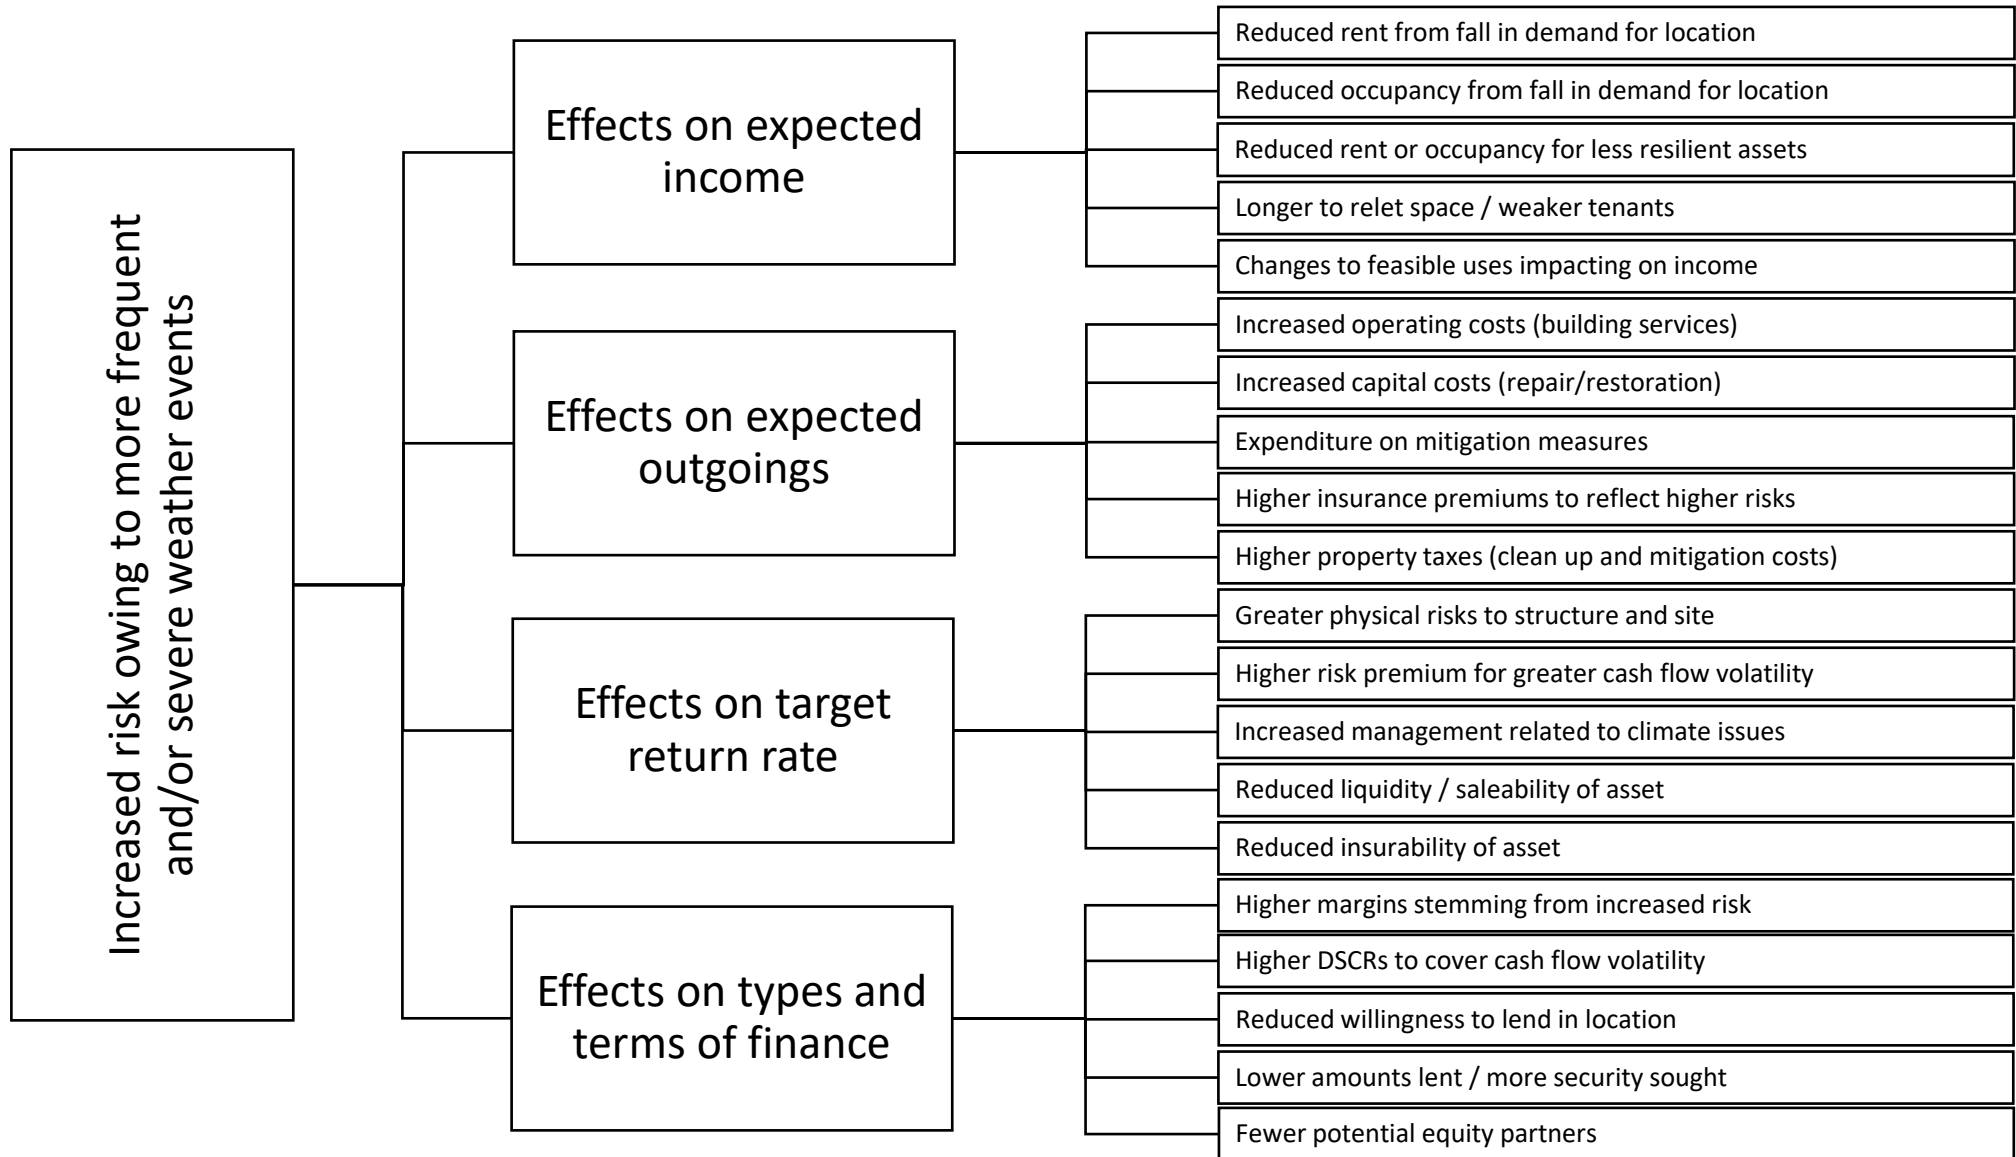 Increased risk owing to more frequent
and/or severe weather events
Effects on expected
income
Reduced rent from fall in demand for location
Reduced occupancy from fall in demand for location
Reduced rent or occupancy for less resilient assets
Longer to relet space / weaker tenants
Changes to feasible uses impacting on income
Effects on expected
outgoings
Increased operating costs (building services)
Increased capital costs (repair/restoration)
Expenditure on mitigation measures
Higher insurance premiums to reflect higher risks
Higher property taxes (clean up and mitigation costs)
Effects on target
return rate
Greater physical risks to structure and site
Higher risk premium for greater cash flow volatility
Increased management related to climate issues
Reduced liquidity / saleability of asset
Reduced insurability of asset
Effects on types and
terms of finance
Higher margins stemming from increased risk
Higher DSCRs to cover cash flow volatility
Reduced willingness to lend in location
Lower amounts lent / more security sought
Fewer potential equity partners